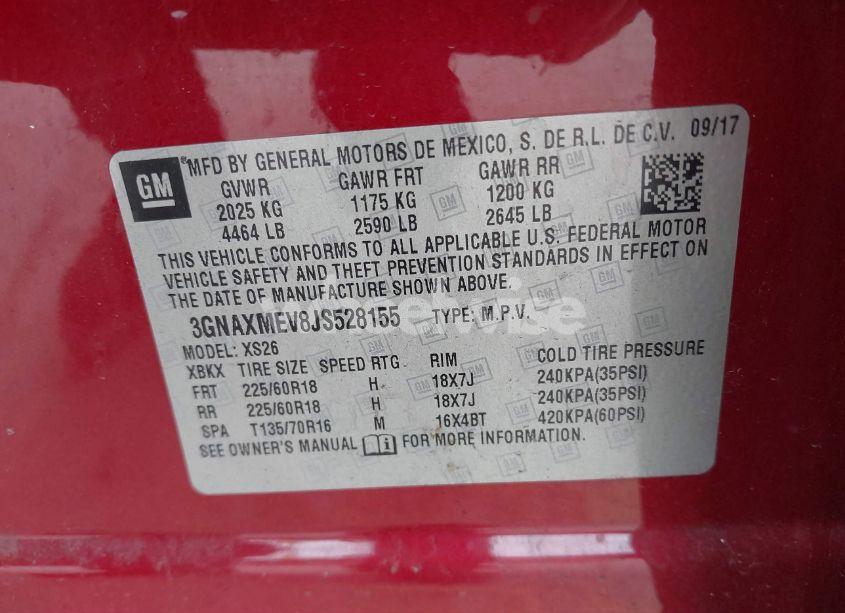 MFD BY GENERAL MOTORS DE MEXICO, S. DE R.L. DE C.V. 09/17
GM
GVWR GAWR FRT GAWR RR
2025 KG 1175 KG 1200 KG
4464 LB 2590 LB 2645 LB
THIS VEHICLE CONFORMS TO ALL APPLICABLE U.S. FEDERAL MOTOR
VEHICLE SAFETY AND THEFT PREVENTION STANDARDS IN EFFECT ON
THE DATE OF MANUFACTURE SHOWN ABOVE.
3GNAXMEV8JS528155 TYPE: M.P.V.
MODEL: XS26
XBKX TIRE SIZE SPEED RTG RIM COLD TIRE PRESSURE
FRT 225/60R18 H 18X7J 240KPA(35PSI)
RR 225/60R18 H 18X7J 240KPA(35PSI)
SPA T135/70R16 M 16X4BT 420KPA(60PSI)
SEE OWNER'S MANUAL FOR MORE INFORMATION.